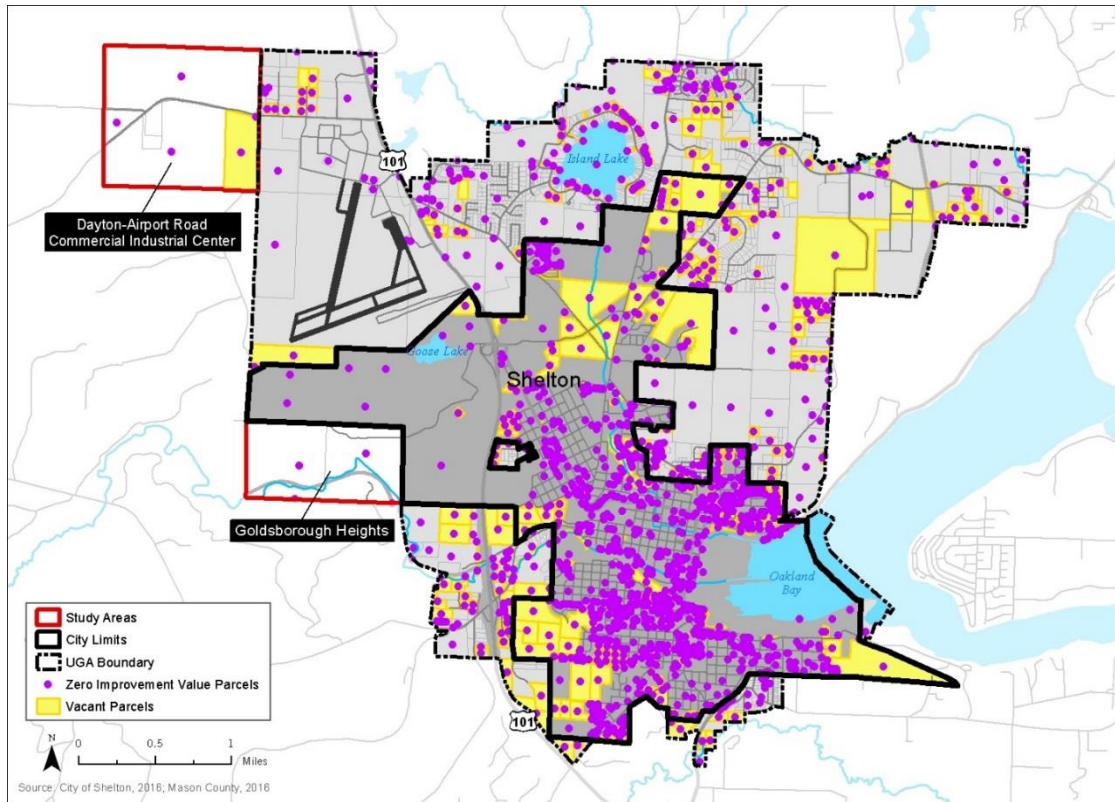 101
Island Lake
Dayton-Airport Road
Commercial Industrial Center
Goose Lake
Shelton
Goldsborough Heights
Oakland
Bay
Study Areas
City Limits
UGA Boundary
Zero Improvement Value Parcels
Vacant Parcels
101
N
0 0.5 1
Miles
Source: City of Shelton, 2016; Mason County, 2016